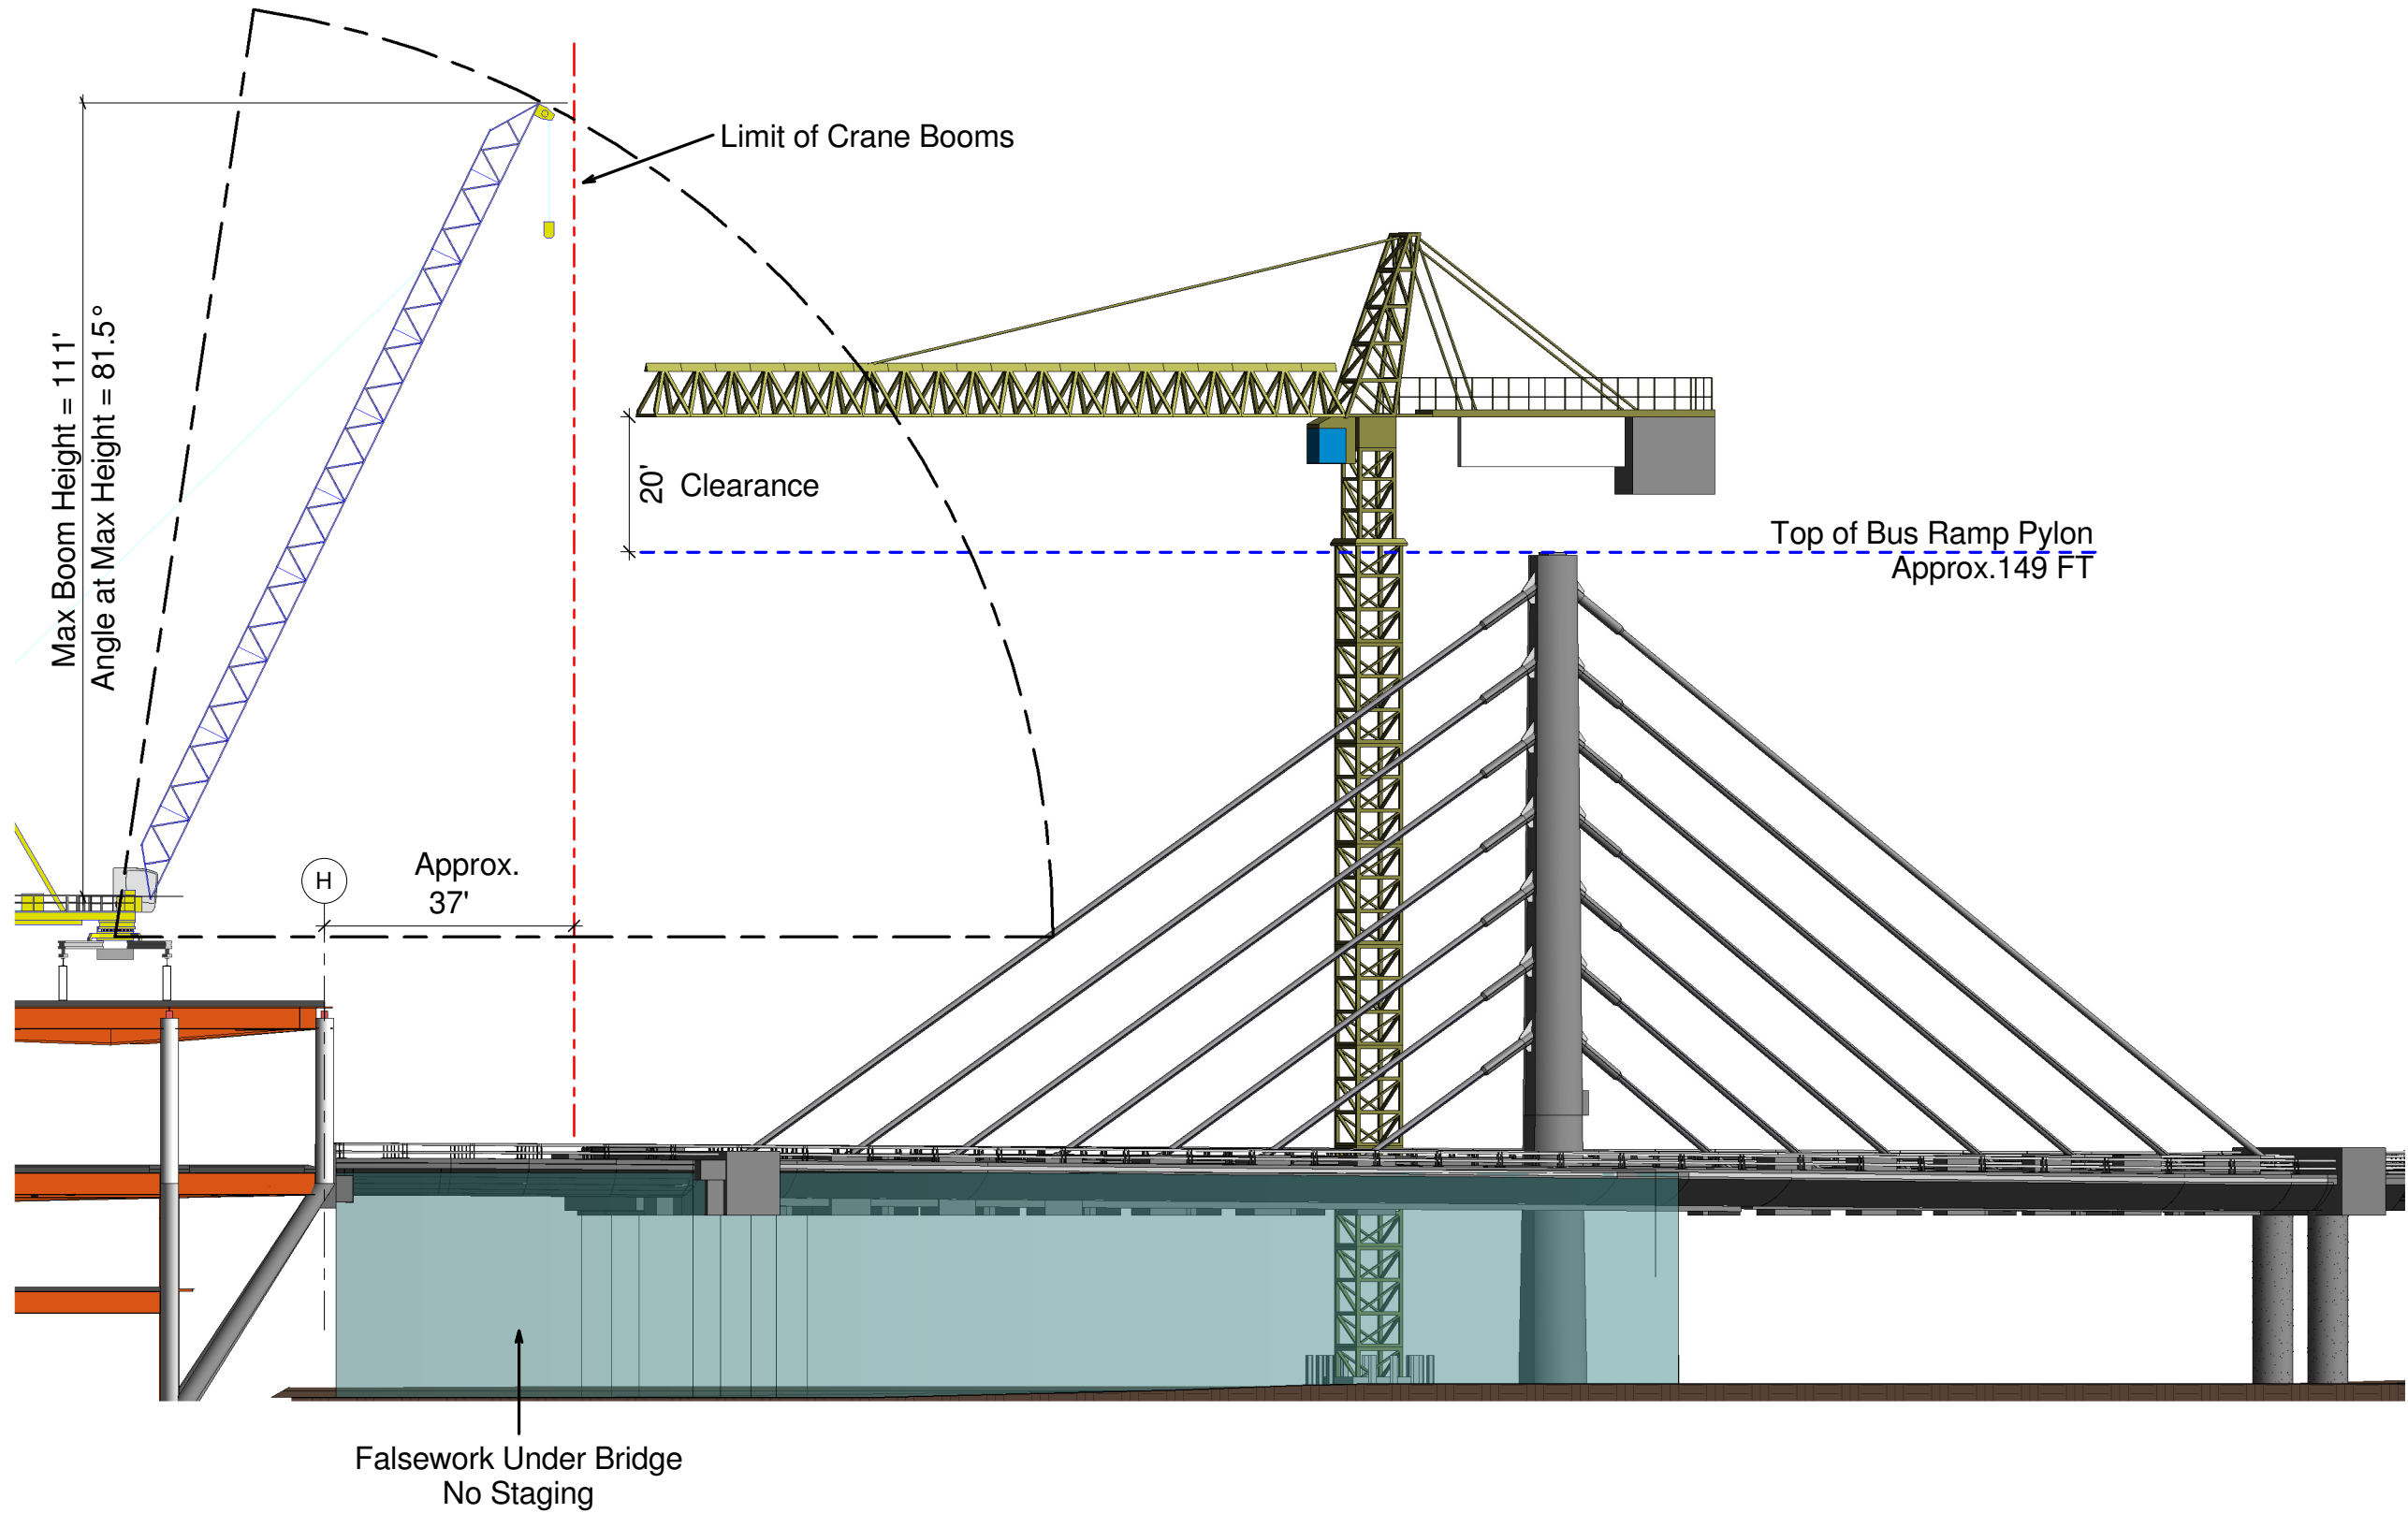 Limit of Crane Booms
Max Boom Height = 111'
Angle at Max Height = 81.5°
20'
Clearance
Top of Bus Ramp Pylon
Approx.149 FT
H
Approx.
37'
Falsework Under Bridge
No Staging